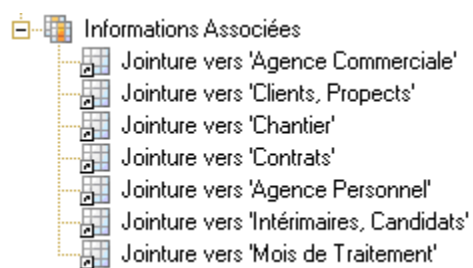 Informations Associées
Jointure vers 'Agence Commerciale'
Jointure vers 'Clients, Propects'
Jointure vers 'Chantier'
Jointure vers 'Contrats'
Jointure vers 'Agence Personnel'
Jointure vers 'Intérimaires, Candidats'
Jointure vers 'Mois de Traitement'